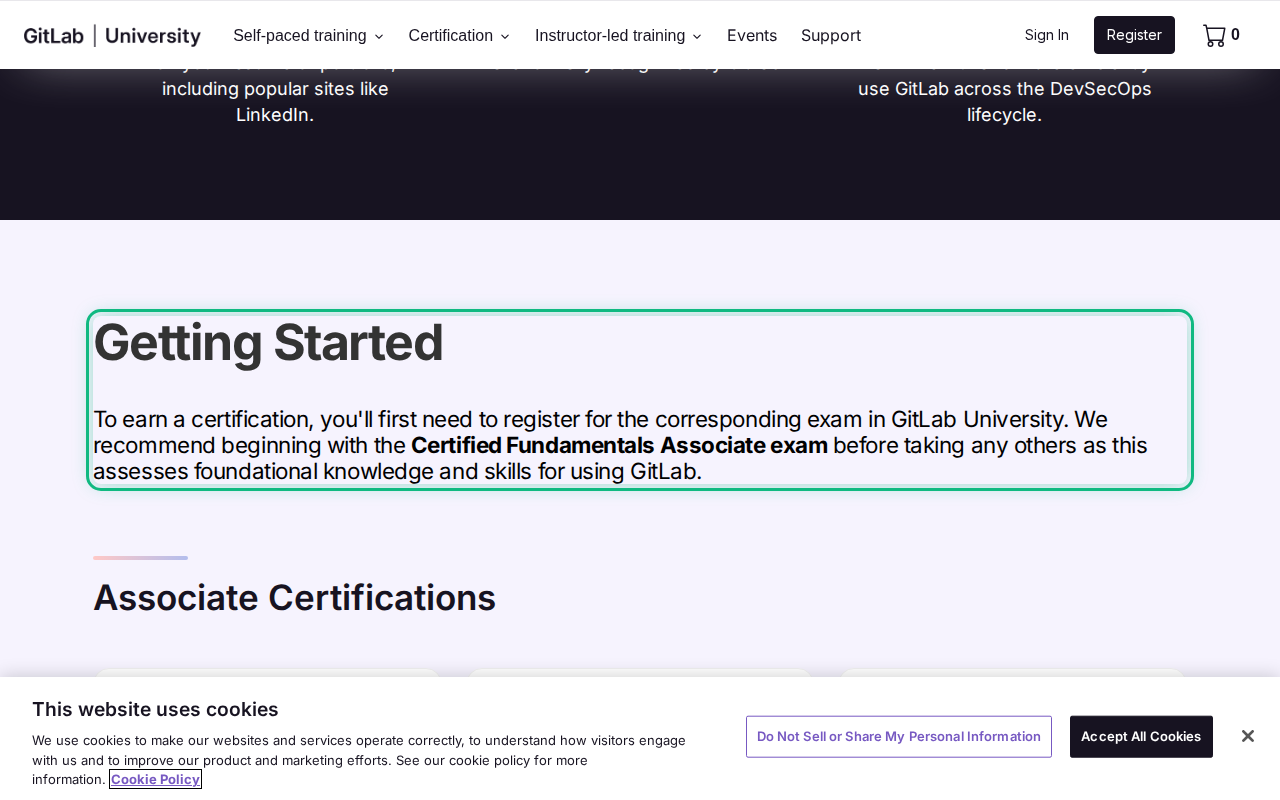 GitLab | University
Self-paced training
Certification
Instructor-led training
Events
Support
Sign In
Register
0
including popular sites like
LinkedIn.
use GitLab across the DevSecOps
lifecycle.
Getting Started
To earn a certification, you'll first need to register for the corresponding exam in GitLab University. We
recommend beginning with the Certified Fundamentals Associate exam before taking any others as this
assesses foundational knowledge and skills for using GitLab.
Associate Certifications
This website uses cookies
We use cookies to make our websites and services operate correctly, to understand how visitors engage
with us and to improve our product and marketing efforts. See our cookie policy for more
information. Cookie Policy
Do Not Sell or Share My Personal Information
Accept All Cookies